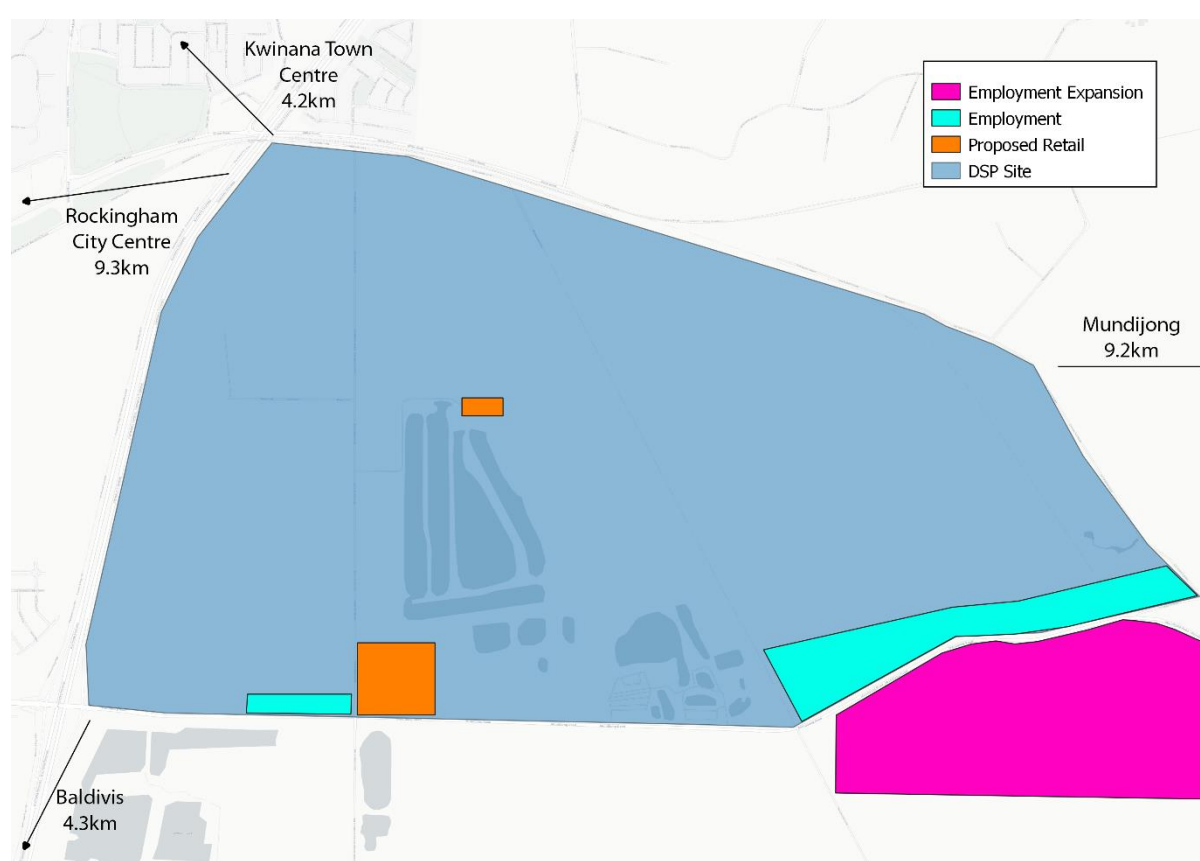 Kwinana Town
Centre
4.2km
Employment Expansion
Employment
Proposed Retail
DSP Site
Rockingham
City Centre
9.3km
Mundijong
9.2km
Baldivis
4.3km